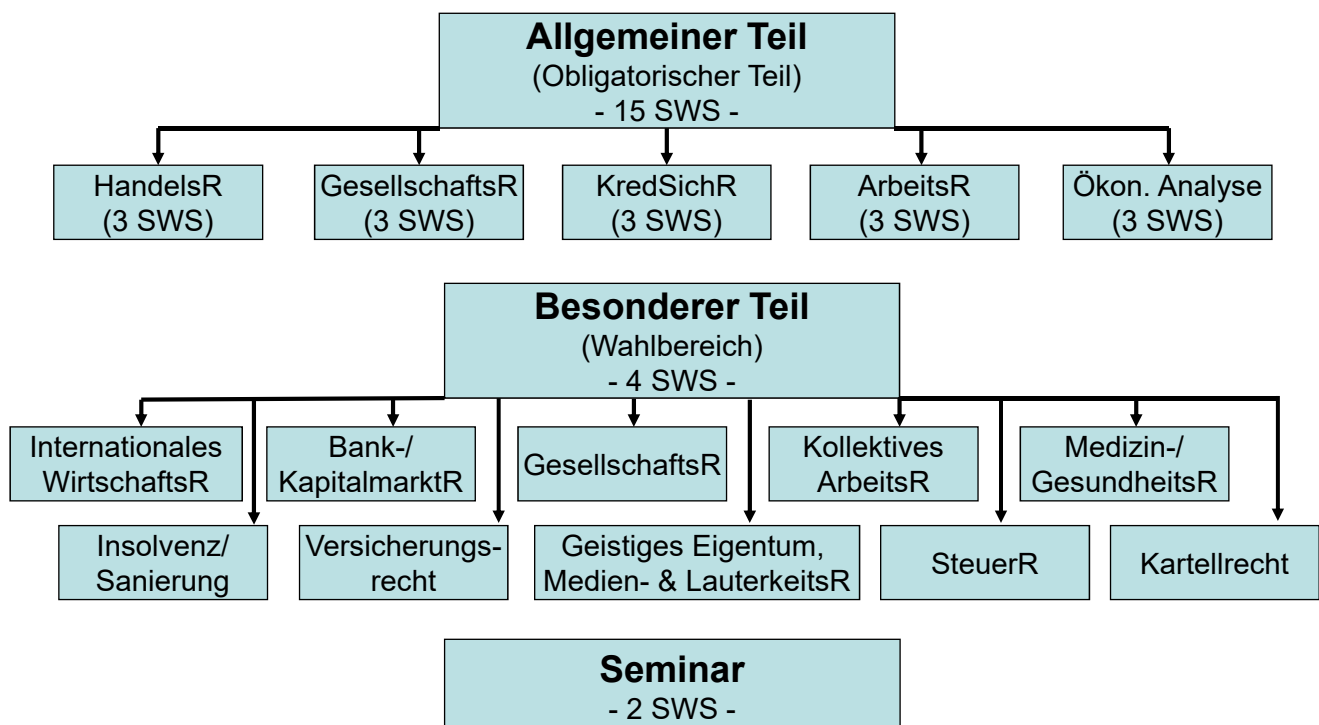 Allgemeiner Teil
(Obligatorischer Teil)
- 15 SWS -
HandelsR
(3 SWS)
GesellschaftsR
(3 SWS)
KredSichR
(3 SWS)
ArbeitsR
(3 SWS)
Ökon. Analyse
(3 SWS)
Besonderer Teil
(Wahlbereich)
- 4 SWS -
Internationales
WirtschaftsR
Bank-/
KapitalmarktR
GesellschaftsR
Kollektives
ArbeitsR
Medizin-/
GesundheitsR
Insolvenz/
Sanierung
Versicherungs-
recht
Geistiges Eigentum,
Medien- & LauterkeitsR
SteuerR
Kartellrecht
Seminar
- 2 SWS -